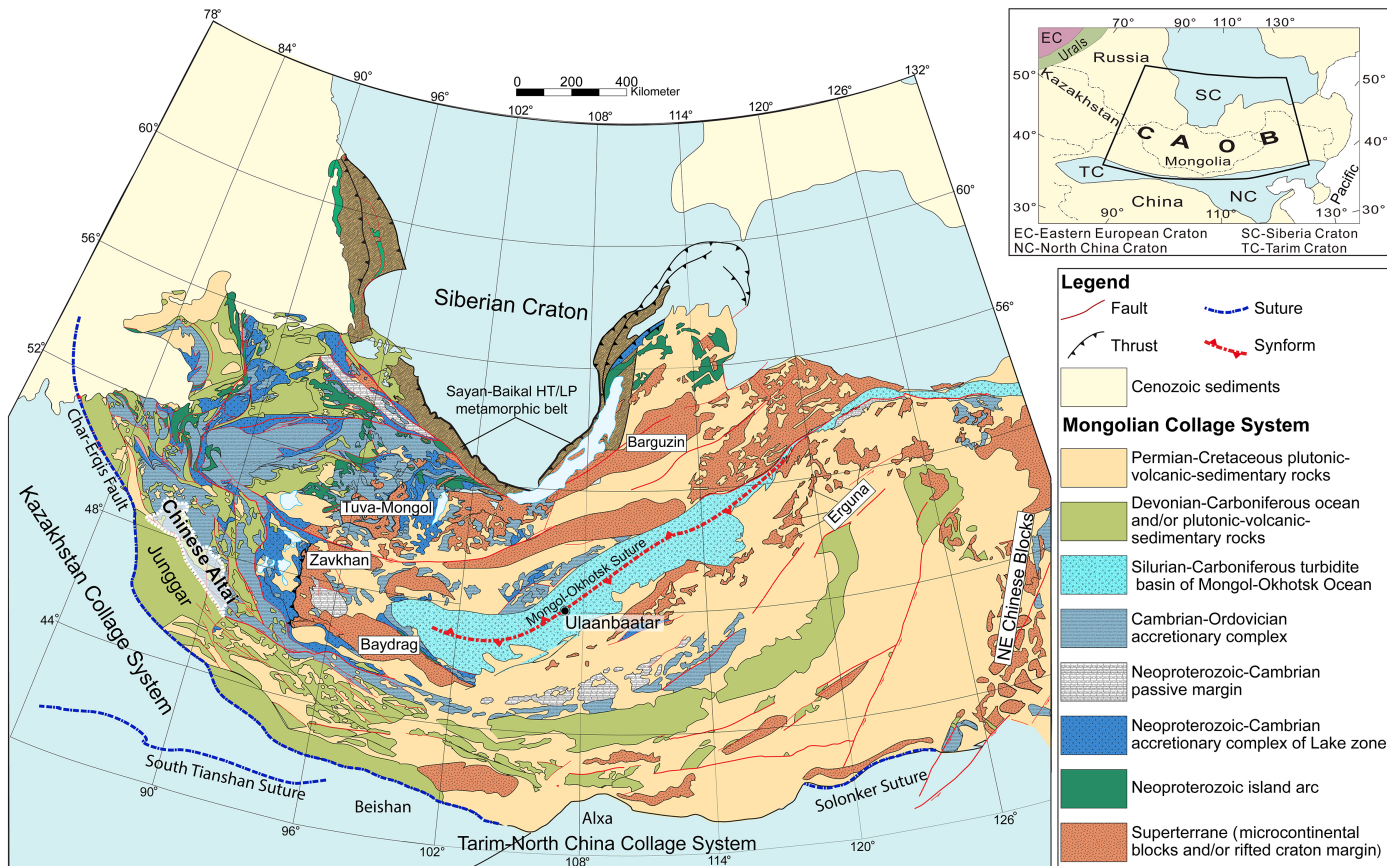 78°
84°
90°
96°
102°
108°
114°
120°
132°
0 200 400
Kilometer
60°
56°
52°
48°
44°
60°
56°
Siberian Craton
Sayan-Baikal HT/LP
metamorphic belt
Barguzin
Tuva-Mongol
Zavkhan
Baydrag
Erguna
Mongol-Okhotsk Suture
Ulaanbaatar
NE Chinese Blocks
Char-Erqis Fault
Chinese Altai
Junggar
Kazakhstan Collage System
South Tianshan Suture
Beishan
Alxa
Solonker Suture
Tarim-North China Collage System
90°
96°
102°
108°
114°
120°
126°
70°
90°
110°
130°
EC
Urals
Russia
50°
50°
Kazakhstan
SC
40°
40°
C A O B
Mongolia
TC
China
NC
Pacific
30°
30°
90°
110°
130°
EC-Eastern European Craton
SC-Siberia Craton
NC-North China Craton
TC-Tarim Craton
Legend
Fault
Suture
Thrust
Synform
Cenozoic sediments
Mongolian Collage System
Permian-Cretaceous plutonic-
volcanic-sedimentary rocks
Devonian-Carboniferous ocean
and/or plutonic-volcanic-
sedimentary rocks
Silurian-Carboniferous turbidite
basin of Mongol-Okhotsk Ocean
Cambrian-Ordovician
accretionary complex
Neoproterozoic-Cambrian
passive margin
Neoproterozoic-Cambrian
accretionary complex of Lake zone
Neoproterozoic island arc
Superterrane (microcontinental
blocks and/or rifted craton margin)